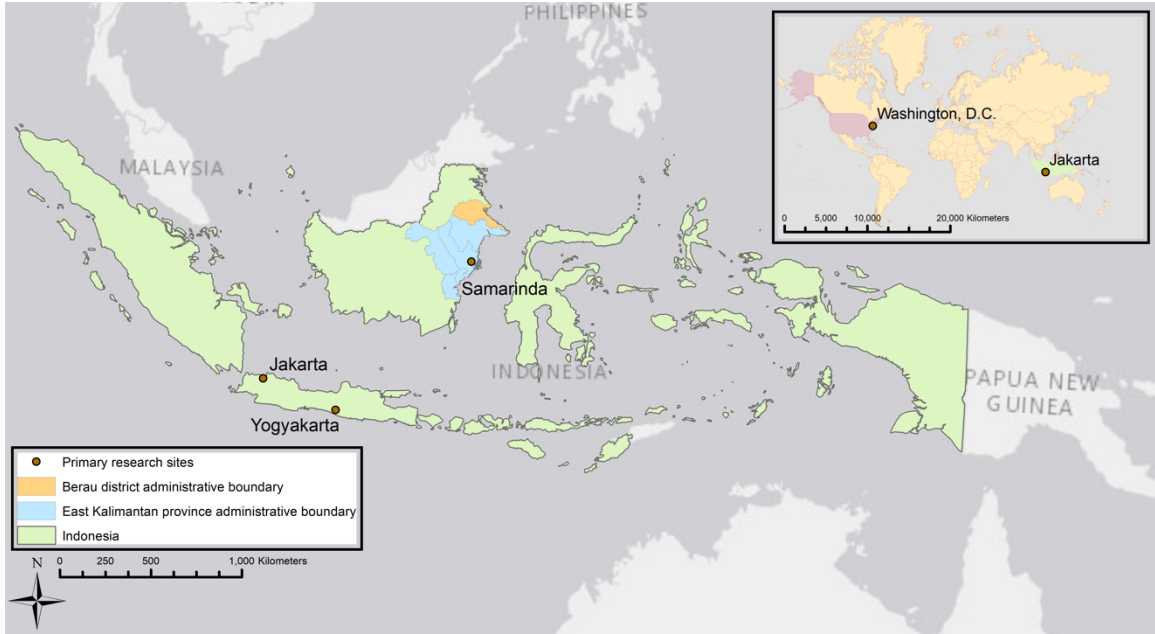 PHILIPPINES
MALAYSIA
Washington, D.C.
Jakarta
0 5,000 10,000 20,000 Kilometers
Samarinda
Jakarta
INDONESIA
PAPUA NEW
GUINEA
Yogyakarta
Primary research sites
Berau district administrative boundary
East Kalimantan province administrative boundary
Indonesia
N
0 250 500 1,000 Kilometers